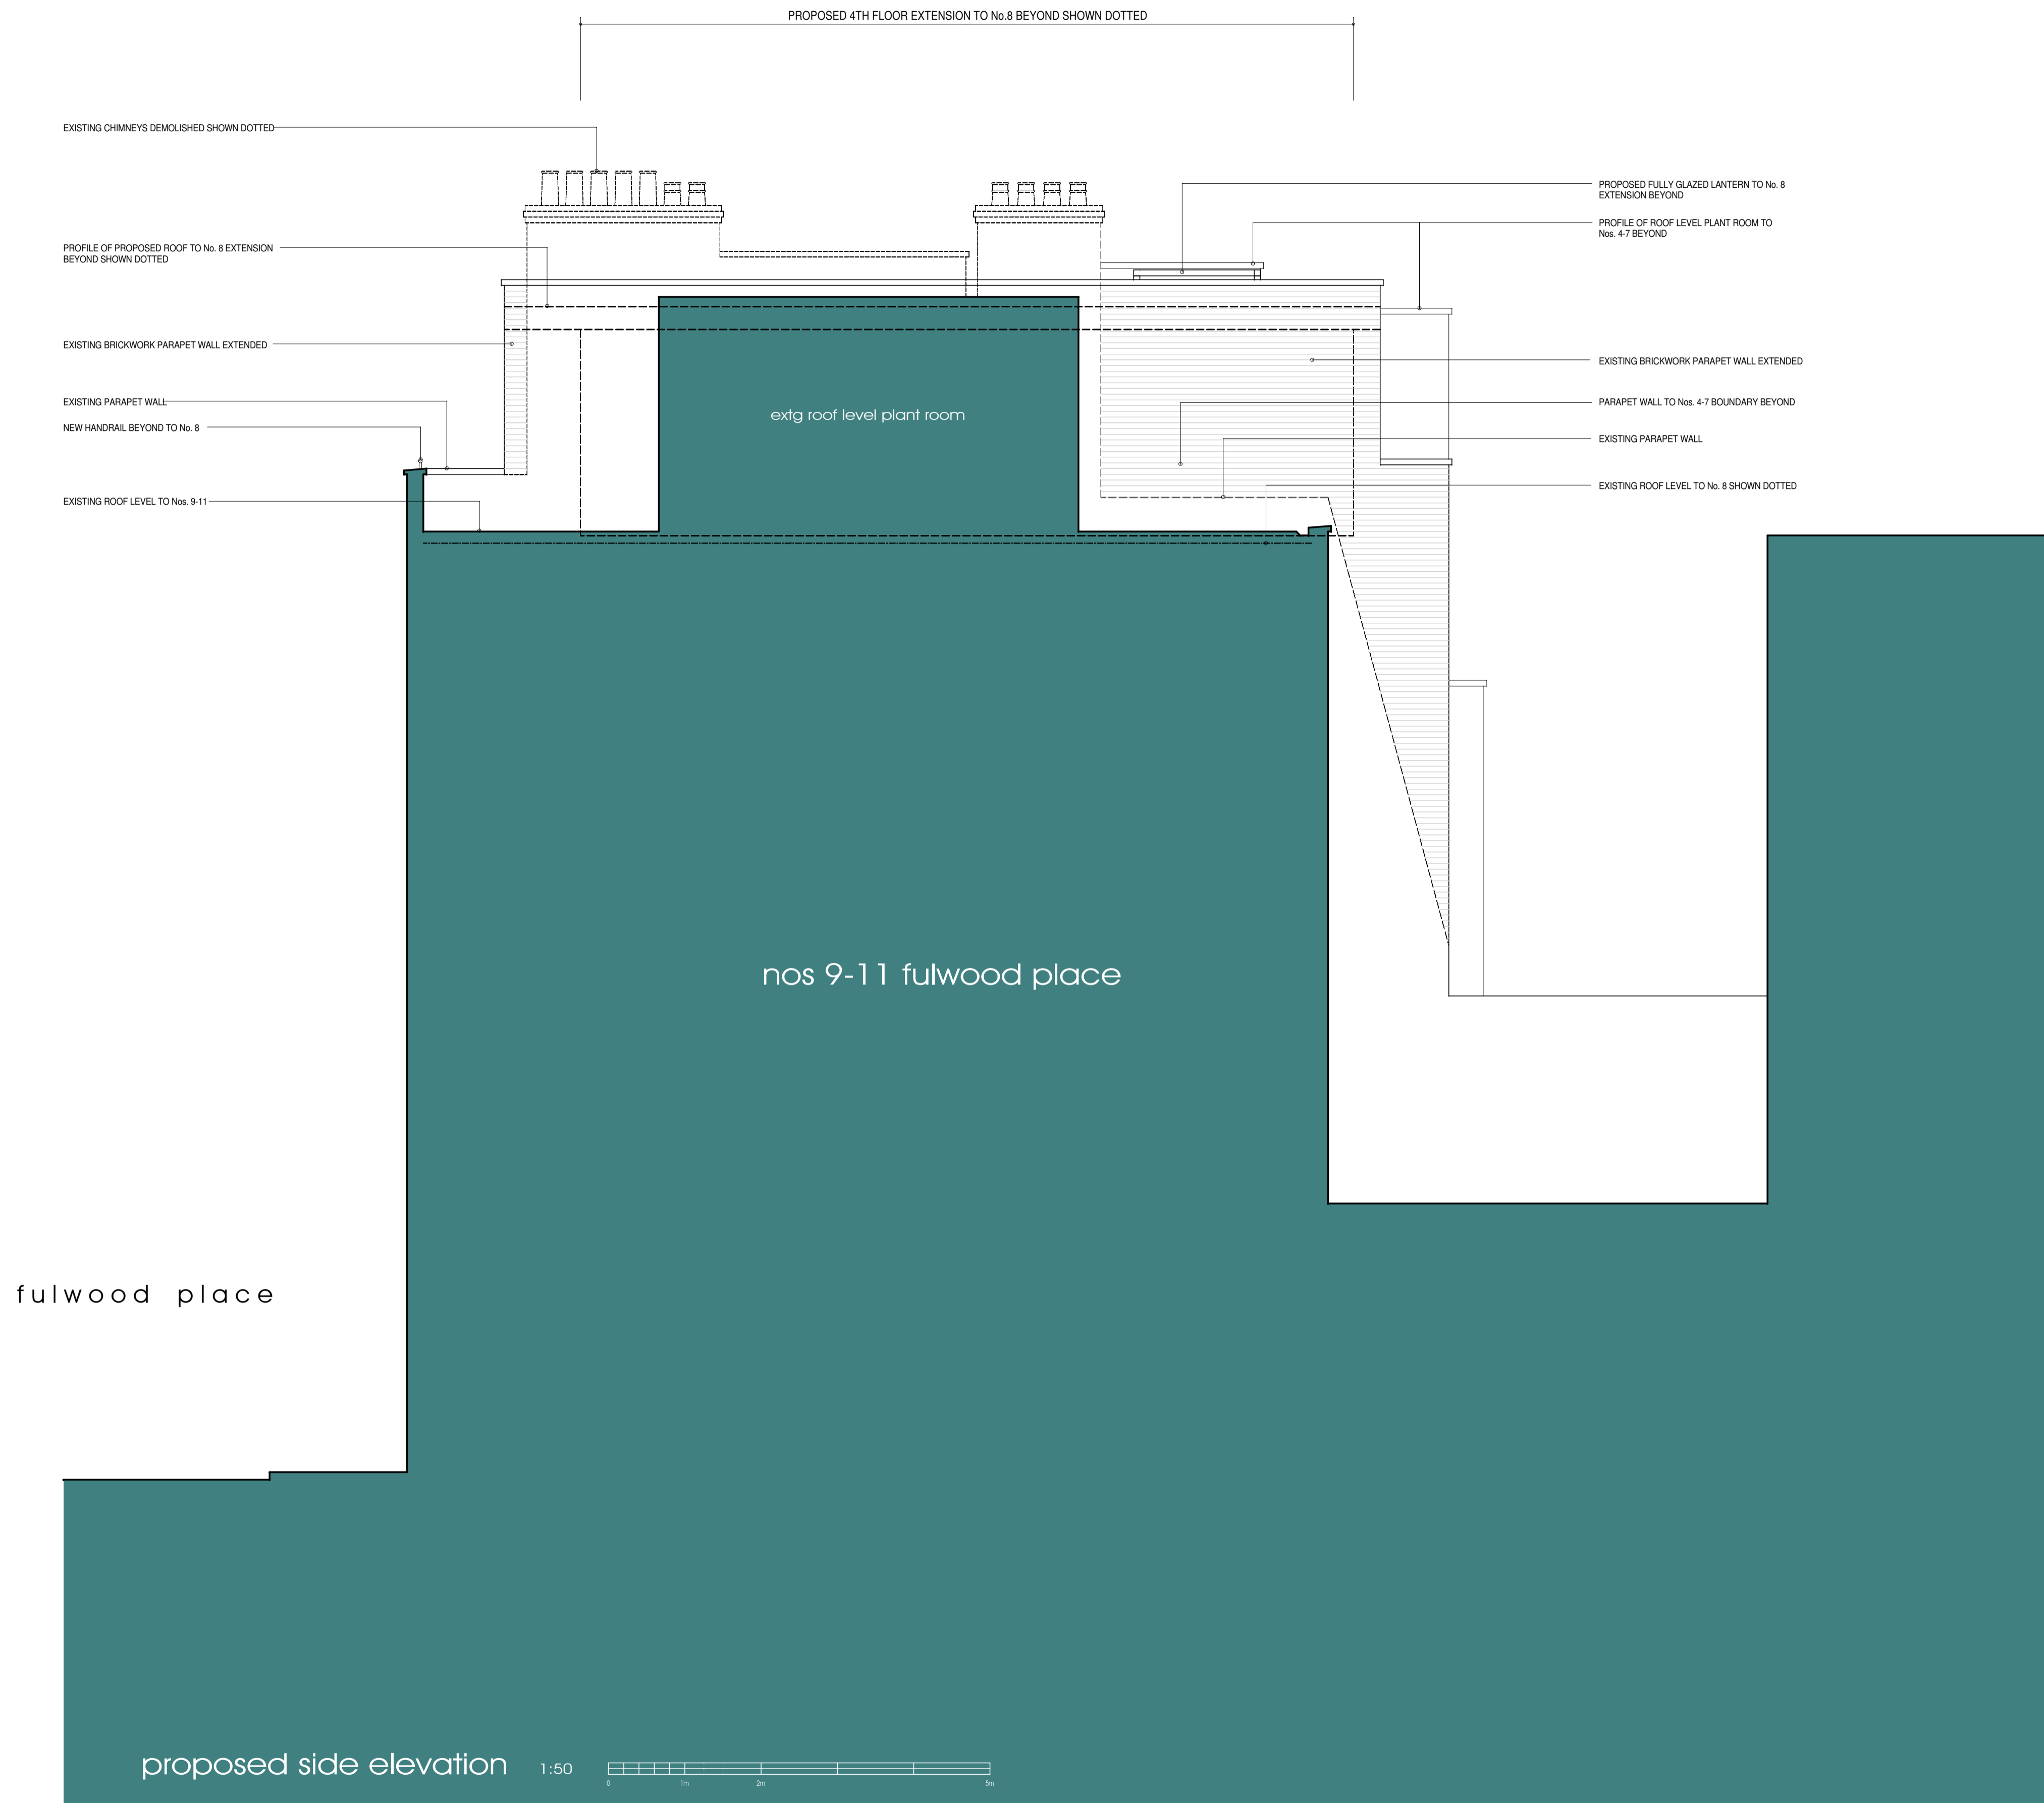 PROPOSED 4TH FLOOR EXTENSION TO No.8 BEYOND SHOWN DOTTED
EXISTING CHIMNEYS DEMOLISHED SHOWN DOTTED
PROFILE OF PROPOSED ROOF TO No. 8 EXTENSION
BEYOND SHOWN DOTTED
EXISTING BRICKWORK PARAPET WALL EXTENDED
EXISTING PARAPET WALL
NEW HANDRAIL BEYOND TO No. 8
EXISTING ROOF LEVEL TO Nos. 9-11
PROPOSED FULLY GLAZED LANTERN TO No. 8
EXTENSION BEYOND
PROFILE OF ROOF LEVEL PLANT ROOM TO
Nos. 4-7 BEYOND
EXISTING BRICKWORK PARAPET WALL EXTENDED
PARAPET WALL TO Nos. 4-7 BOUNDARY BEYOND
EXISTING PARAPET WALL
EXISTING ROOF LEVEL TO No. 8 SHOWN DOTTED
extg roof level plant room
nos 9-11 fulwood place
fulwood place
proposed side elevation 1:50
0 1m 2m 5m